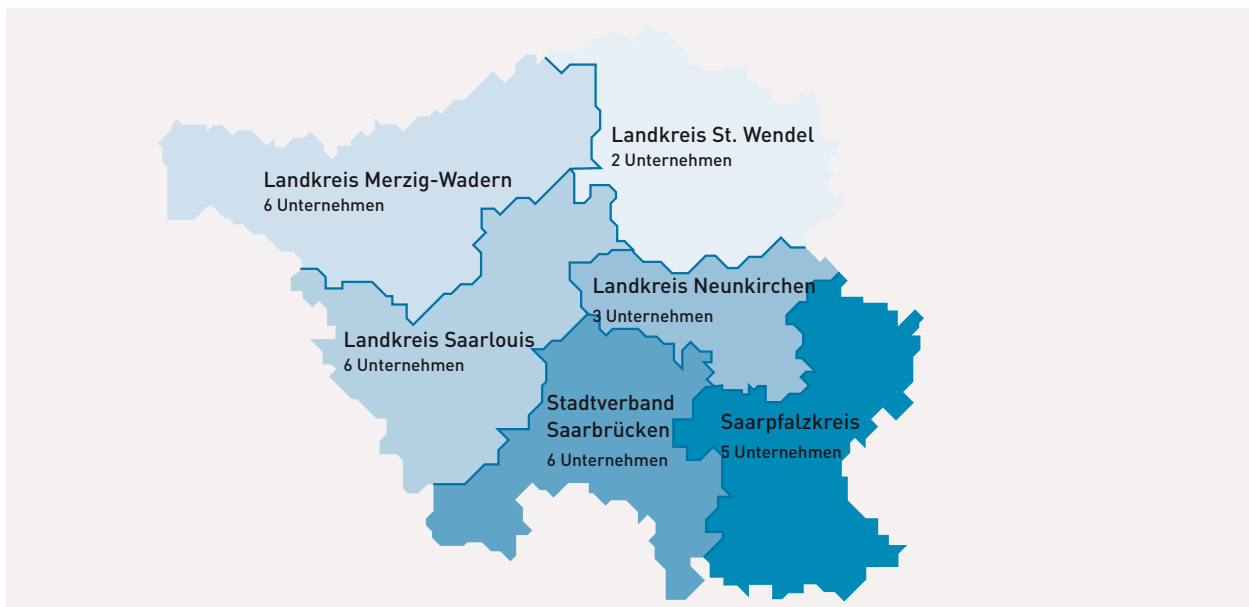 Landkreis St. Wendel
2 Unternehmen
Landkreis Merzig-Wadern
6 Unternehmen
Landkreis Neunkirchen
3 Unternehmen
Landkreis Saarlouis
6 Unternehmen
Stadtverband
Saarbrücken
6 Unternehmen
Saarpfalzkreis
5 Unternehmen